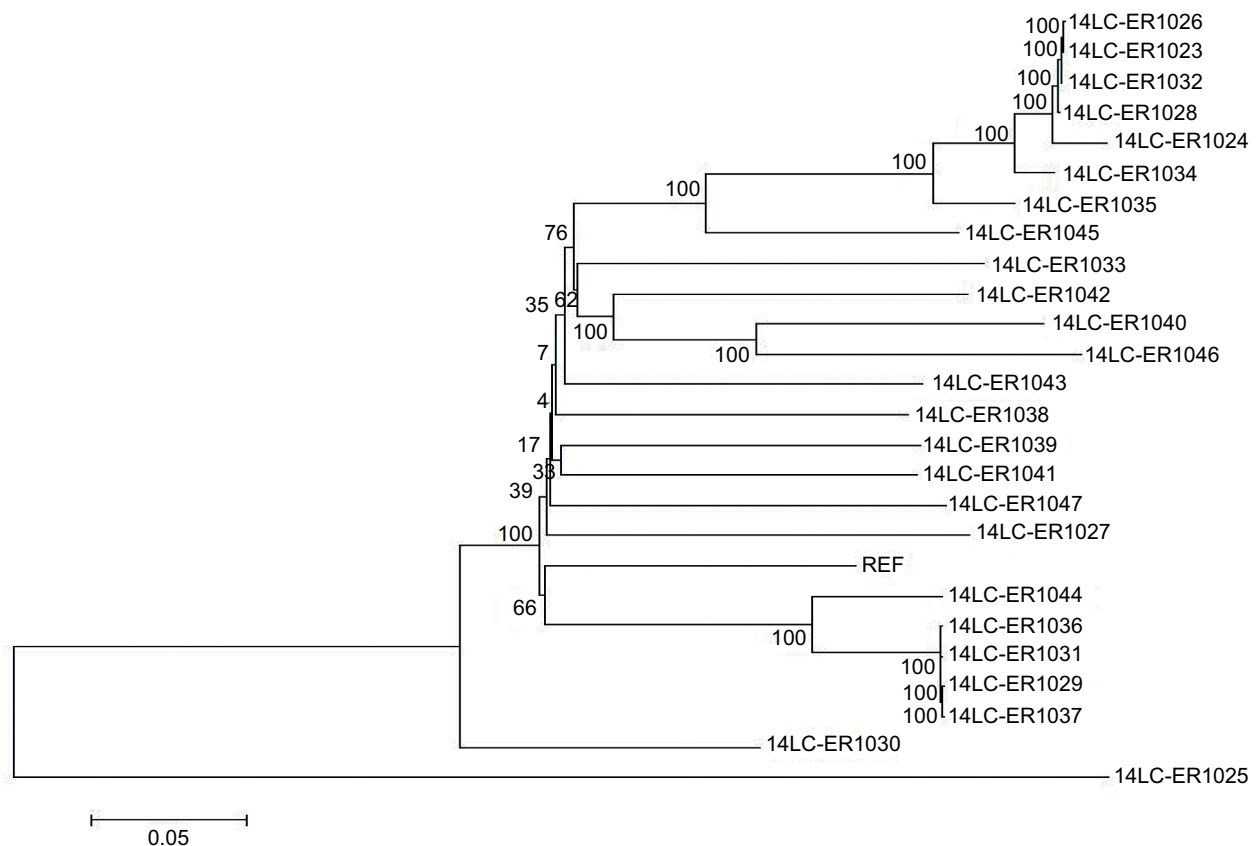 100 14LC-ER1026
100 14LC-ER1023
100 14LC-ER1032
100 14LC-ER1028
100 14LC-ER1024
100 14LC-ER1034
100 14LC-ER1035
76 14LC-ER1045
14LC-ER1033
35 62 14LC-ER1042
100 14LC-ER1040
7 100 14LC-ER1046
14LC-ER1043
4 14LC-ER1038
17 14LC-ER1039
33 14LC-ER1041
39 14LC-ER1047
100 14LC-ER1027
REF
66 14LC-ER1044
100 14LC-ER1036
100 14LC-ER1031
100 14LC-ER1029
100 14LC-ER1037
14LC-ER1030
14LC-ER1025
0.05